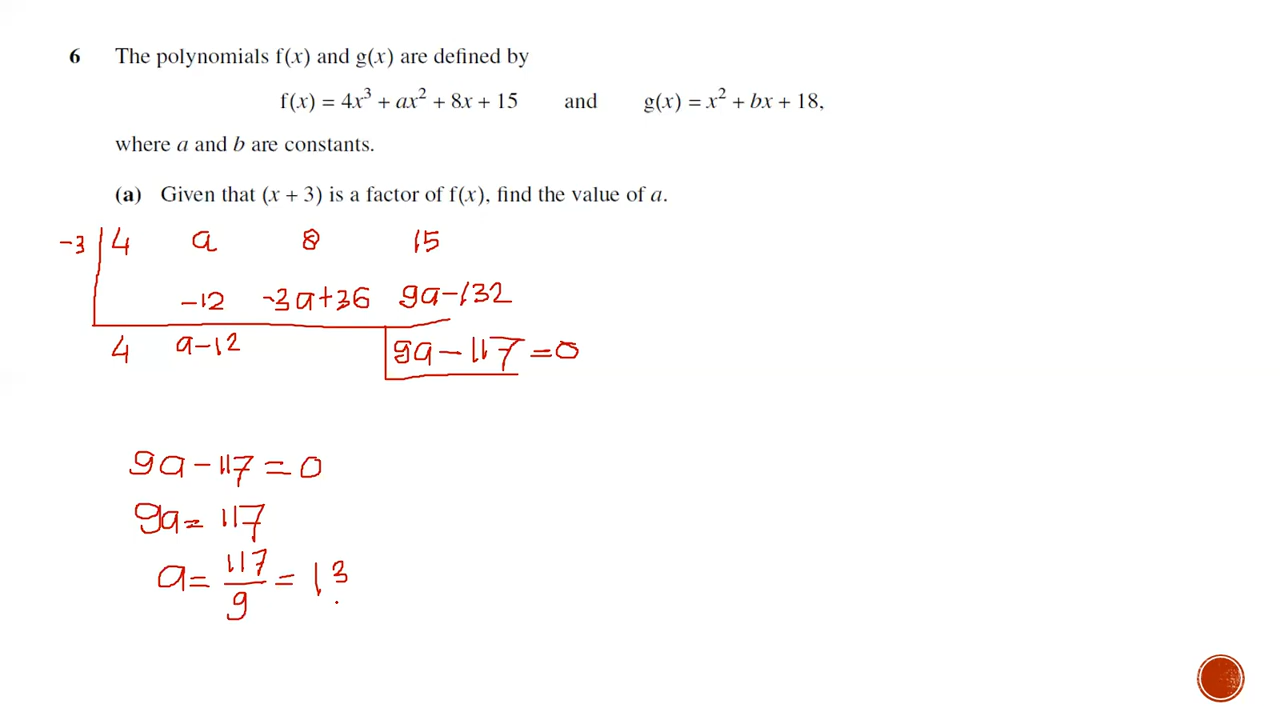 6 The polynomials f(x) and g(x) are defined by
f(x) = 4x³ + ax² + 8x + 15 and g(x) = x² + bx + 18,
where a and b are constants.
(a) Given that (x + 3) is a factor of f(x), find the value of a.
-3 4 a 8 15
-12 -3a+36 9a-132
4 a-12 9a-117 =0
9a-117=0
9a= 117
a= 117/9 = 13